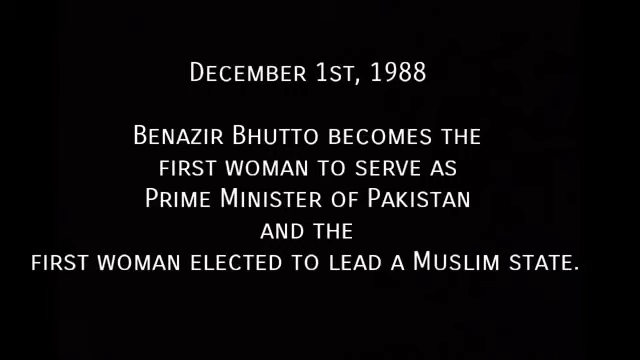 December 1st, 1988
Benazir Bhutto becomes the
first woman to serve as
Prime Minister of Pakistan
and the
first woman elected to lead a Muslim state.